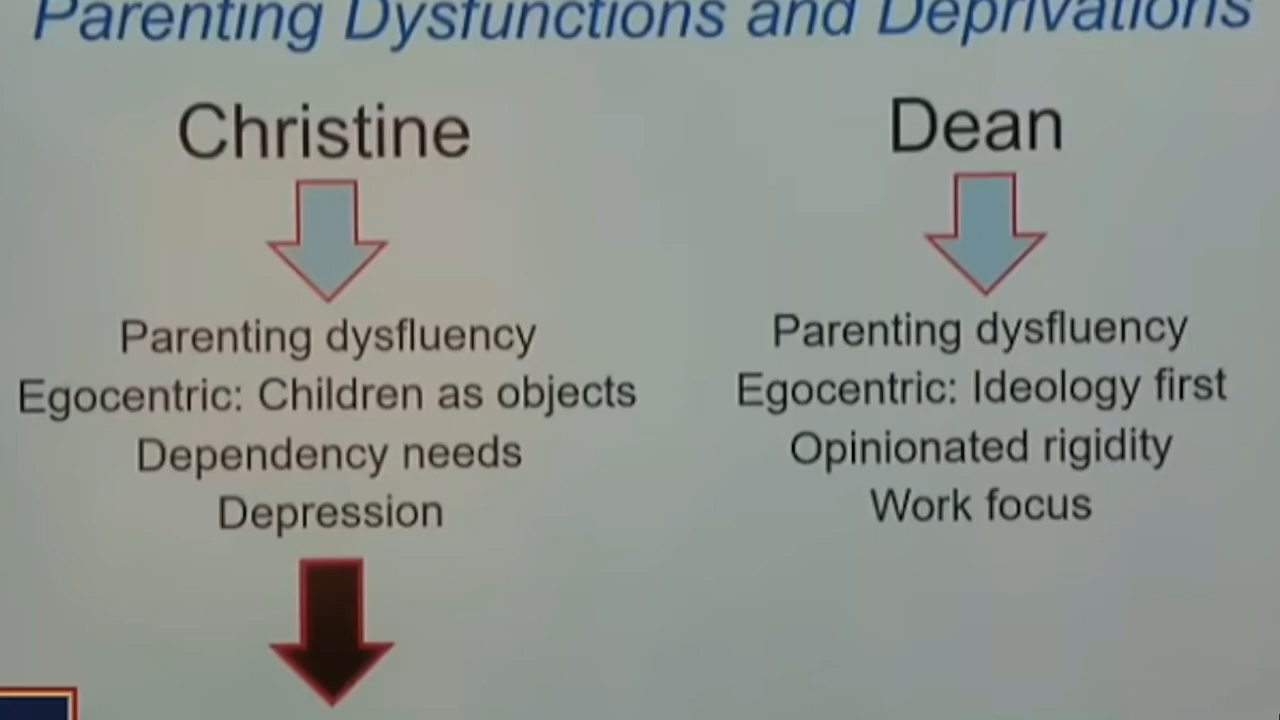 Parenting Dysfunctions and Deprivations
Christine
Dean
Parenting dysfluency
Egocentric: Children as objects
Dependency needs
Depression
Parenting dysfluency
Egocentric: Ideology first
Opinionated rigidity
Work focus